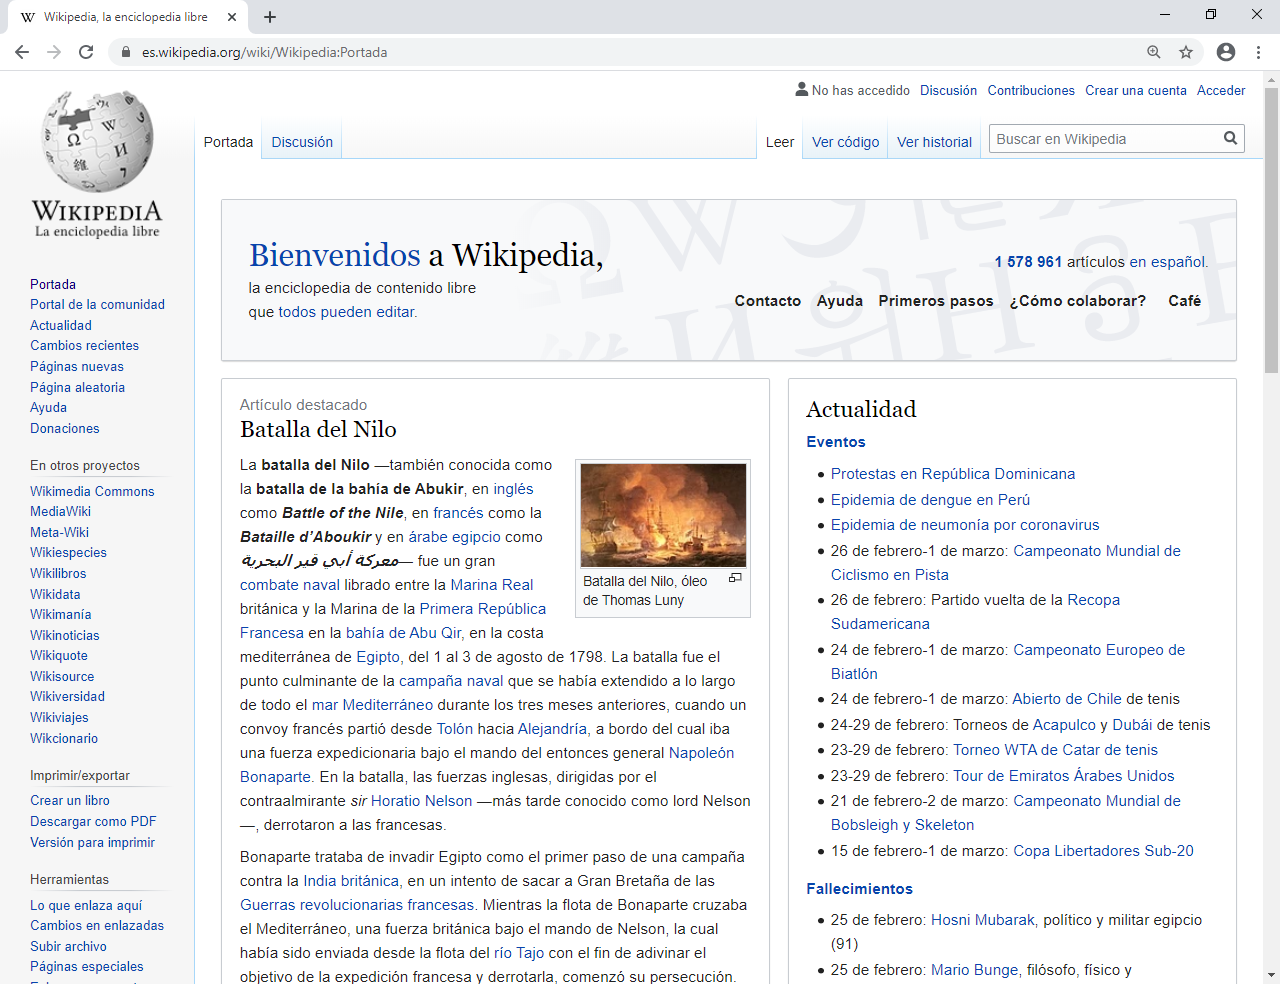 Wikipedia, la enciclopedia libre
es.wikipedia.org/wiki/Wikipedia:Portada
No has accedido Discusión Contribuciones Crear una cuenta Acceder
Portada Discusión Leer Ver código Ver historial Buscar en Wikipedia
WIKIPEDIA
La enciclopedia libre
Portada
Portal de la comunidad
Actualidad
Cambios recientes
Páginas nuevas
Página aleatoria
Ayuda
Donaciones
En otros proyectos
Wikimedia Commons
MediaWiki
Meta-Wiki
Wikiespecies
Wikilibros
Wikidata
Wikimanía
Wikinoticias
Wikiquote
Wikisource
Wikiversidad
Wikiviajes
Wikcionario
Imprimir/exportar
Crear un libro
Descargar como PDF
Versión para imprimir
Herramientas
Lo que enlaza aquí
Cambios en enlazadas
Subir archivo
Páginas especiales
Bienvenidos a Wikipedia,
la enciclopedia de contenido libre
que todos pueden editar.
1 578 961 artículos en español.
Contacto Ayuda Primeros pasos ¿Cómo colaborar? Café
Artículo destacado
Batalla del Nilo
La batalla del Nilo —también conocida como
la batalla de la bahía de Abukir, en inglés
como Battle of the Nile, en francés como la
Bataille d’Aboukir y en árabe egipcio como
معركة أبي قير البحرية— fue un gran
combate naval librado entre la Marina Real
británica y la Marina de la Primera República
Francesa en la bahía de Abu Qir, en la costa
mediterránea de Egipto, del 1 al 3 de agosto de 1798. La batalla fue el
punto culminante de la campaña naval que se había extendido a lo largo
de todo el mar Mediterráneo durante los tres meses anteriores, cuando un
convoy francés partió desde Tolón hacia Alejandría, a bordo del cual iba
una fuerza expedicionaria bajo el mando del entonces general Napoleón
Bonaparte. En la batalla, las fuerzas inglesas, dirigidas por el
contraalmirante sir Horatio Nelson —más tarde conocido como lord Nelson
—, derrotaron a las francesas.
Batalla del Nilo, óleo
de Thomas Luny
Bonaparte trataba de invadir Egipto como el primer paso de una campaña
contra la India británica, en un intento de sacar a Gran Bretaña de las
Guerras revolucionarias francesas. Mientras la flota de Bonaparte cruzaba
el Mediterráneo, una fuerza británica bajo el mando de Nelson, la cual
había sido enviada desde la flota del río Tajo con el fin de adivinar el
objetivo de la expedición francesa y derrotarla, comenzó su persecución.
Actualidad
Eventos
Protestas en República Dominicana
Epidemia de dengue en Perú
Epidemia de neumonía por coronavirus
26 de febrero-1 de marzo: Campeonato Mundial de
Ciclismo en Pista
26 de febrero: Partido vuelta de la Recopa
Sudamericana
24 de febrero-1 de marzo: Campeonato Europeo de
Biatlón
24 de febrero-1 de marzo: Abierto de Chile de tenis
24-29 de febrero: Torneos de Acapulco y Dubái de tenis
23-29 de febrero: Torneo WTA de Catar de tenis
23-29 de febrero: Tour de Emiratos Árabes Unidos
21 de febrero-2 de marzo: Campeonato Mundial de
Bobsleigh y Skeleton
15 de febrero-1 de marzo: Copa Libertadores Sub-20
Fallecimientos
25 de febrero: Hosni Mubarak, político y militar egipcio
(91)
25 de febrero: Mario Bunge, filósofo, físico y